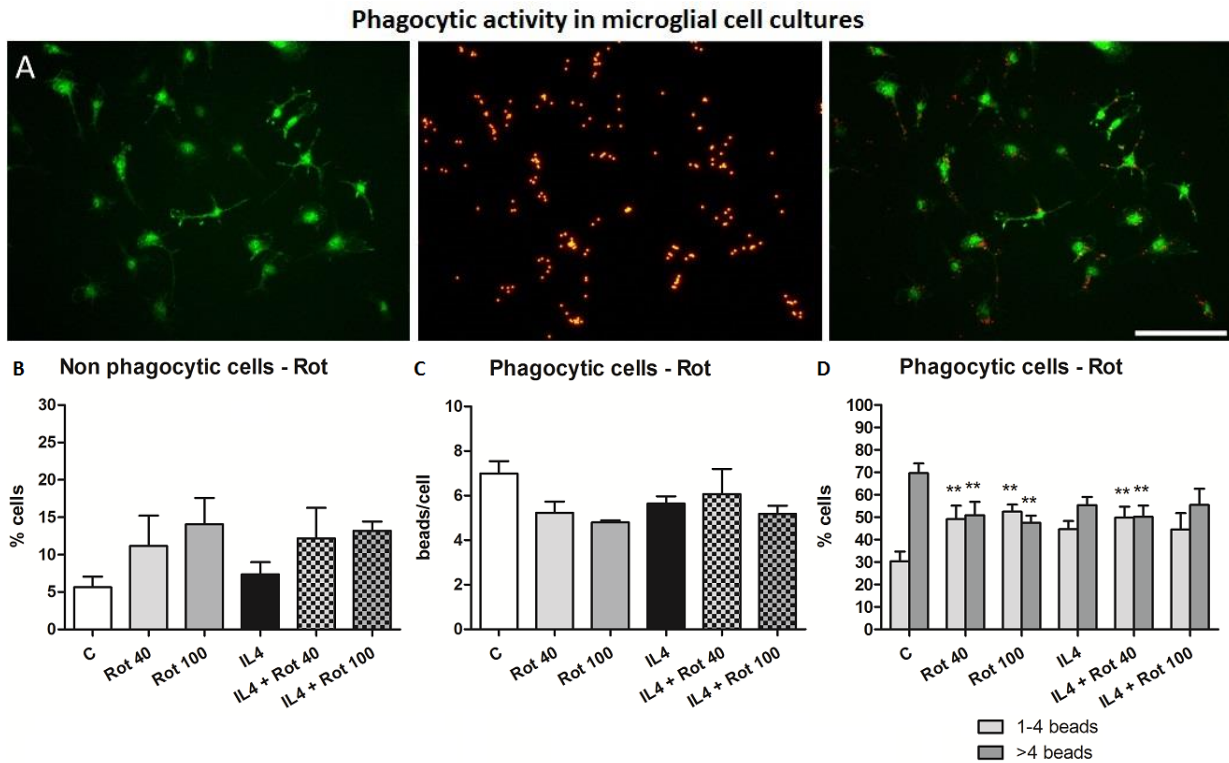 Phagocytic activity in microglial cell cultures
A
B Non phagocytic cells - Rot
30
25
20
15
10
5
0
% cells
C
Rot 40
Rot 100
IL4
IL4 + Rot 40
IL4 + Rot 100
C Phagocytic cells - Rot
10
8
6
4
2
0
beads/cell
C
Rot 40
Rot 100
IL4
IL4 + Rot 40
IL4 + Rot 100
D Phagocytic cells - Rot
100
90
80
70
60
50
40
30
20
10
0
% cells
** ** ** ** ** **
C
Rot 40
Rot 100
IL4
IL4 + Rot 40
IL4 + Rot 100
1-4 beads
>4 beads